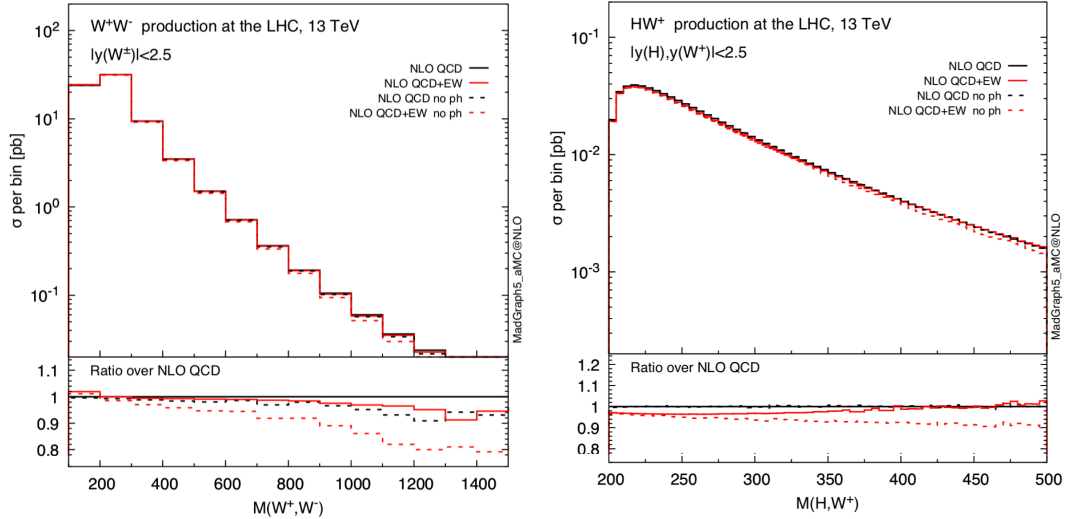 W⁺W⁻ production at the LHC, 13 TeV
|y(W±)|<2.5
NLO QCD
NLO QCD+EW
NLO QCD no ph
NLO QCD+EW no ph
σ per bin [pb]
10²
10¹
10⁰
10⁻¹
MadGraph5_aMC@NLO
Ratio over NLO QCD
1.1
1
0.9
0.8
200 400 600 800 1000 1200 1400
M(W⁺,W⁻)
HW⁺ production at the LHC, 13 TeV
|y(H),y(W⁺)|<2.5
NLO QCD
NLO QCD+EW
NLO QCD no ph
NLO QCD+EW no ph
σ per bin [pb]
10⁻¹
10⁻²
10⁻³
MadGraph5_aMC@NLO
Ratio over NLO QCD
1.2
1.1
1
0.9
0.8
200 250 300 350 400 450 500
M(H,W⁺)